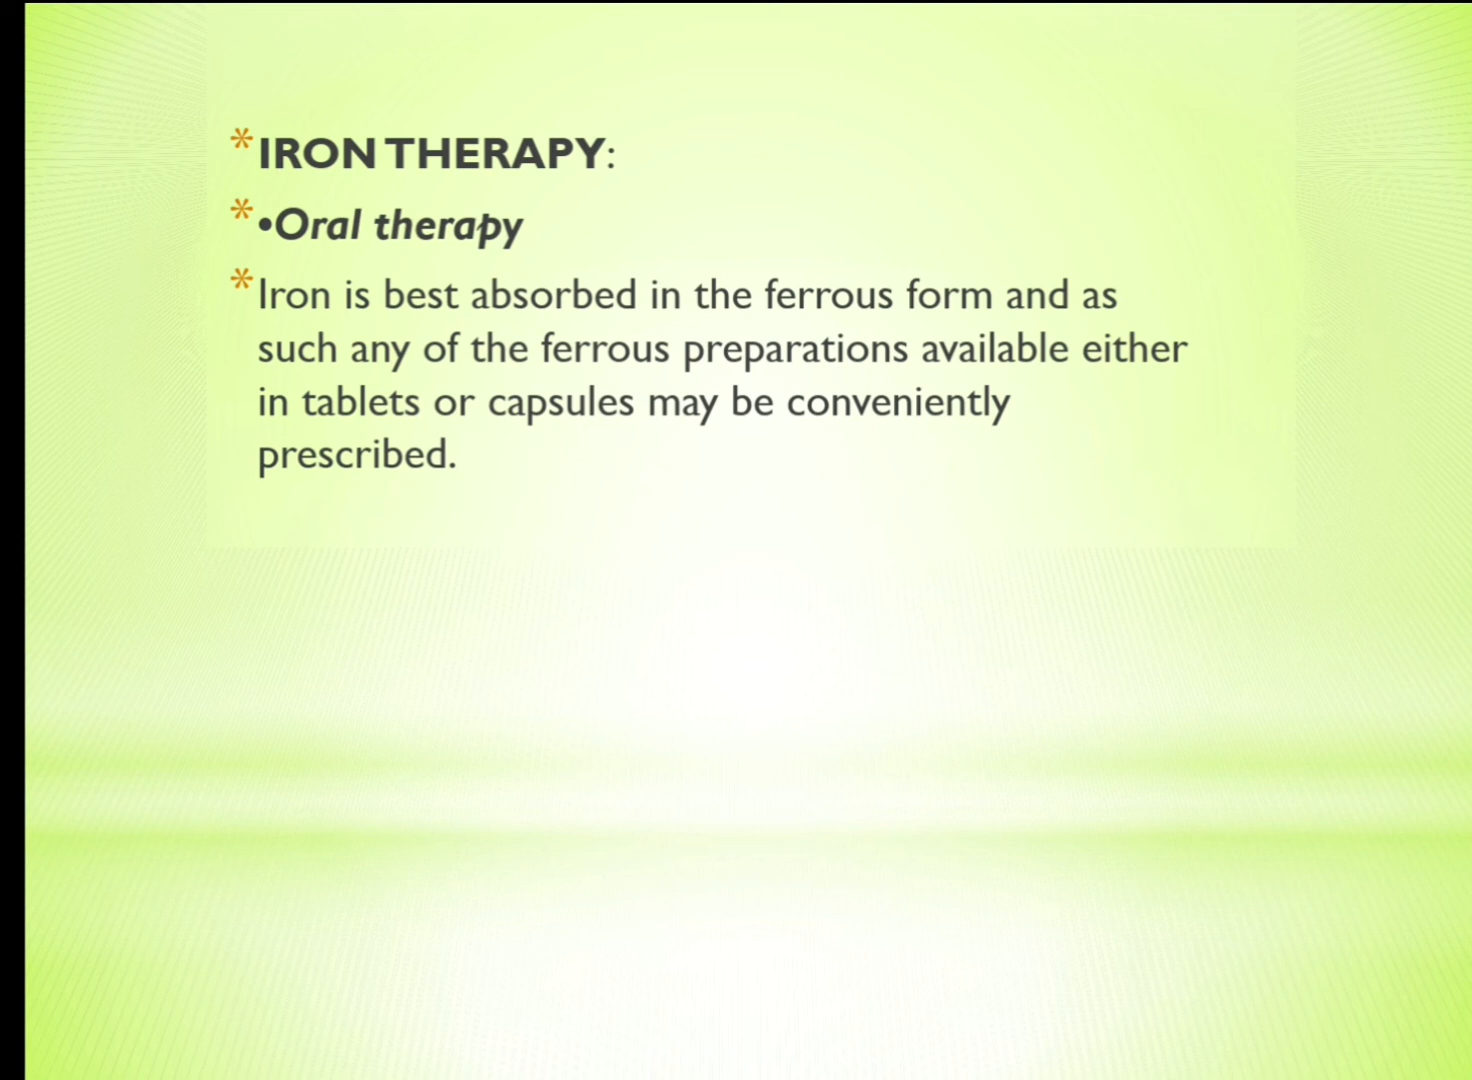 * IRON THERAPY:
* •Oral therapy
* Iron is best absorbed in the ferrous form and as
such any of the ferrous preparations available either
in tablets or capsules may be conveniently
prescribed.